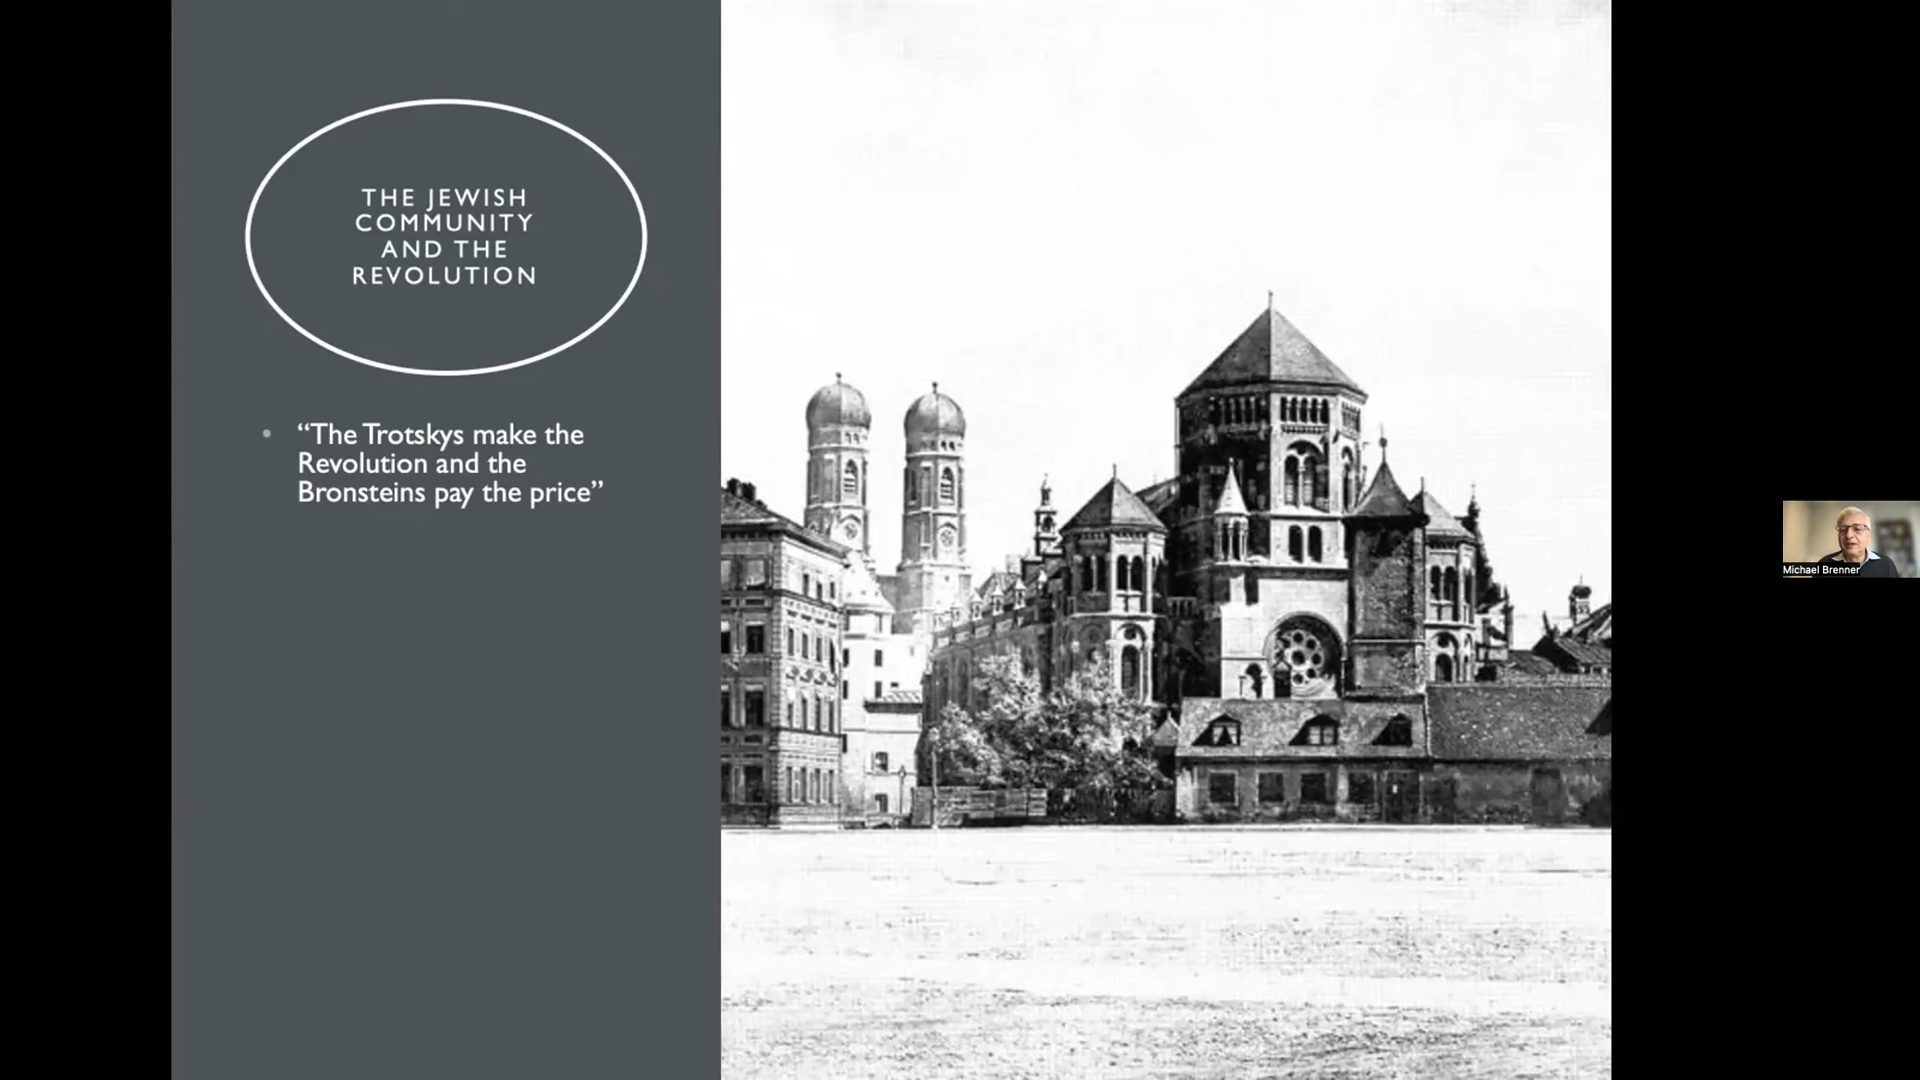 THE JEWISH
COMMUNITY
AND THE
REVOLUTION
• “The Trotskys make the
Revolution and the
Bronsteins pay the price”
Michael Brenner